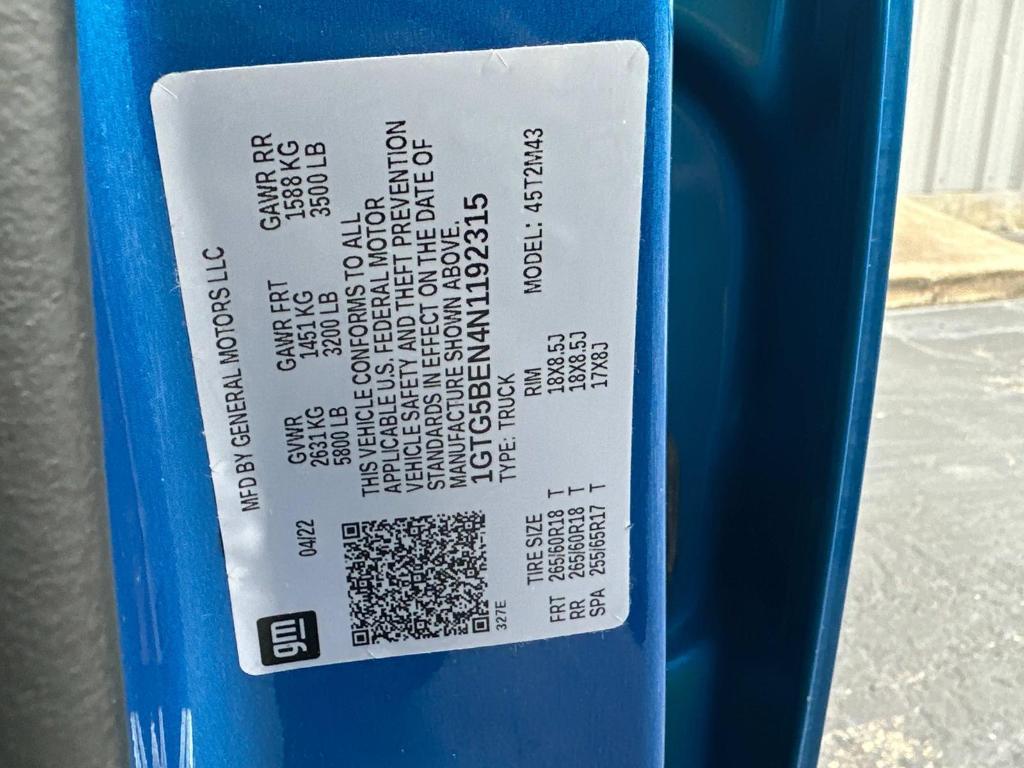 gm
MFD BY GENERAL MOTORS LLC
04/22
GVWR GAWR FRT GAWR RR
2631 KG 1451 KG 1588 KG
5800 LB 3200 LB 3500 LB
THIS VEHICLE CONFORMS TO ALL
APPLICABLE U.S. FEDERAL MOTOR
VEHICLE SAFETY AND THEFT PREVENTION
STANDARDS IN EFFECT ON THE DATE OF
MANUFACTURE SHOWN ABOVE.
1GTG5BEN4N1192315
327E
TYPE: TRUCK MODEL: 45T2M43
TIRE SIZE RIM
FRT 265/60R18 T 18X8.5J
RR 265/60R18 T 18X8.5J
SPA 255/65R17 T 17X8J